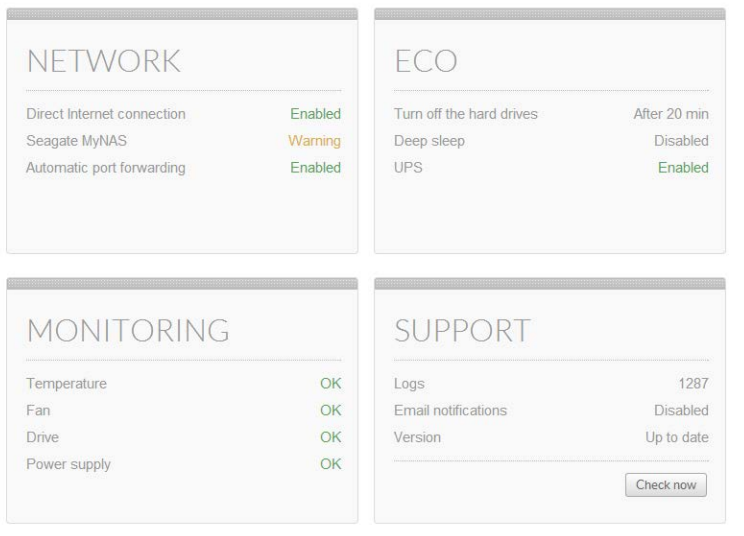 NETWORK
Direct Internet connection Enabled
Seagate MyNAS Warning
Automatic port forwarding Enabled
ECO
Turn off the hard drives After 20 min
Deep sleep Disabled
UPS Enabled
MONITORING
Temperature OK
Fan OK
Drive OK
Power supply OK
SUPPORT
Logs 1287
Email notifications Disabled
Version Up to date
Check now